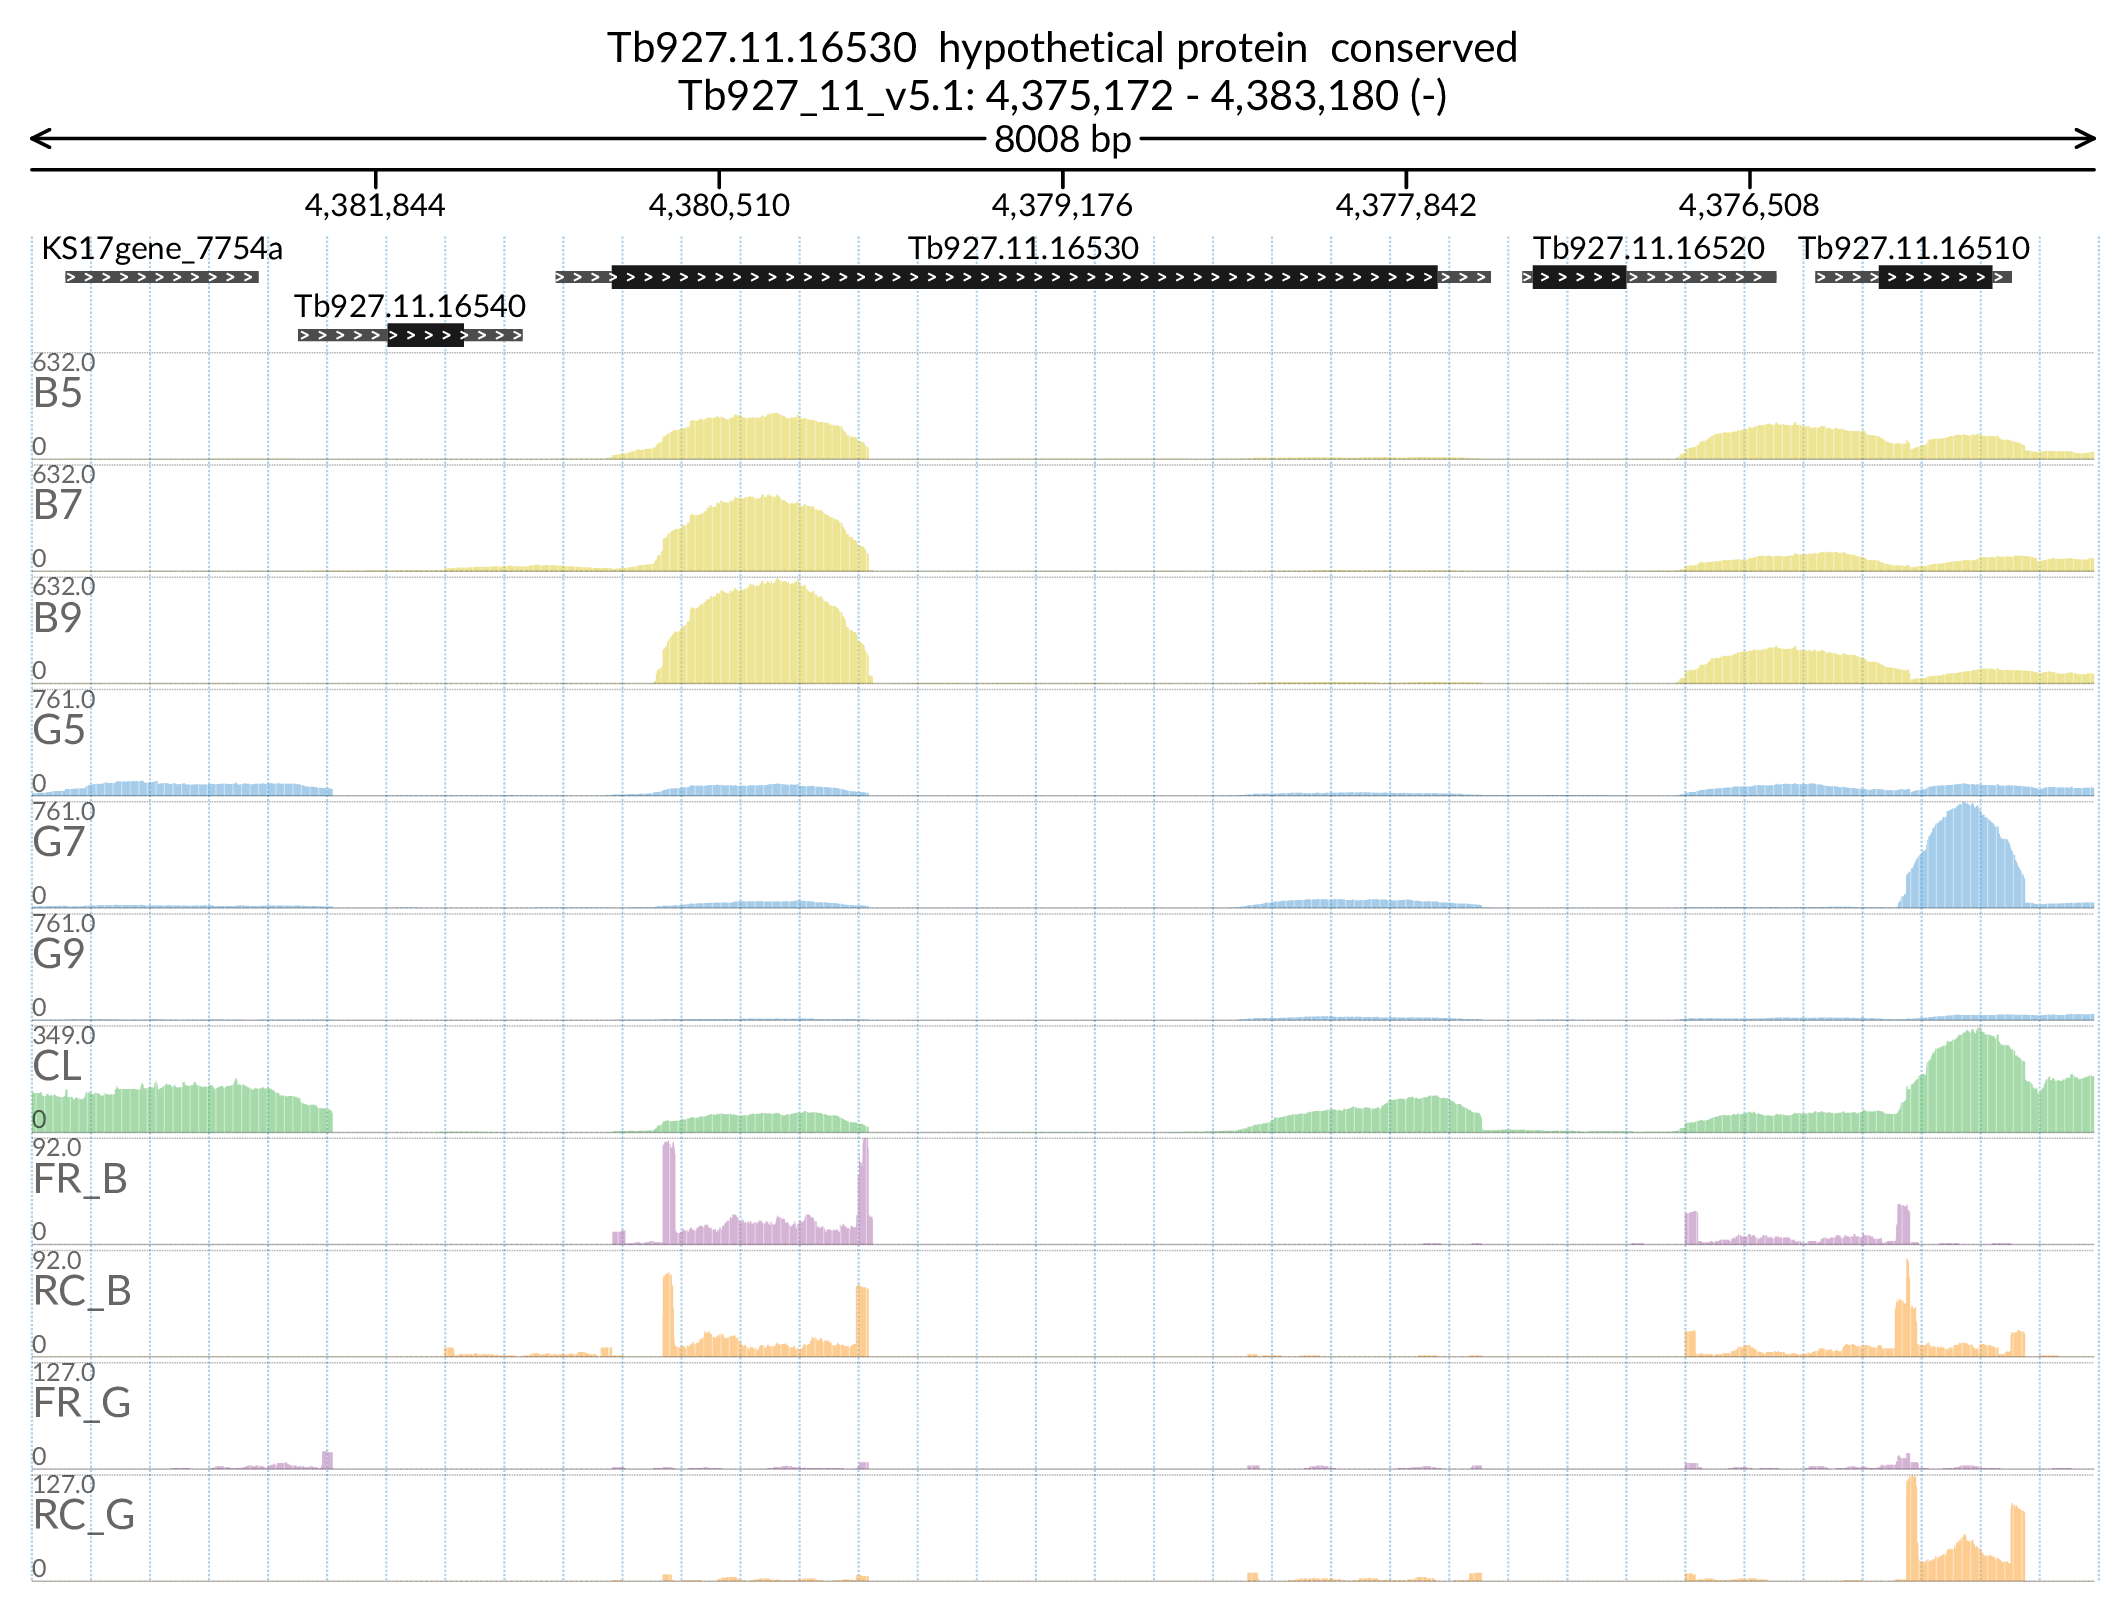 Tb927.11.16530 hypothetical protein conserved
Tb927_11_v5.1: 4,375,172 - 4,383,180 (-)
8008 bp
4,381,844 4,380,510 4,379,176 4,377,842 4,376,508
KS17gene_7754a Tb927.11.16530 Tb927.11.16520 Tb927.11.16510
Tb927.11.16540
632.0
B5
0
632.0
B7
0
632.0
B9
0
761.0
G5
0
761.0
G7
0
761.0
G9
0
349.0
CL
0
92.0
FR_B
0
92.0
RC_B
0
127.0
FR_G
0
127.0
RC_G
0